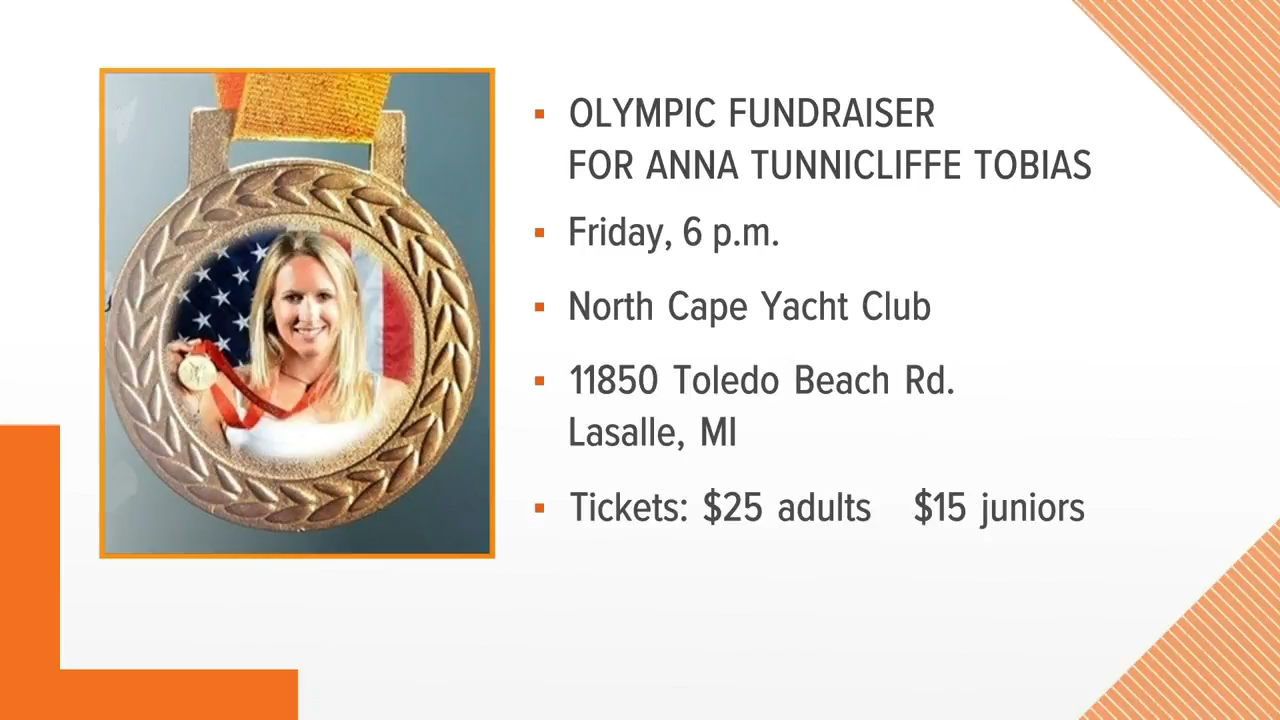 OLYMPIC FUNDRAISER
FOR ANNA TUNNICLIFFE TOBIAS
Friday, 6 p.m.
North Cape Yacht Club
11850 Toledo Beach Rd.
Lasalle, MI
Tickets: $25 adults $15 juniors